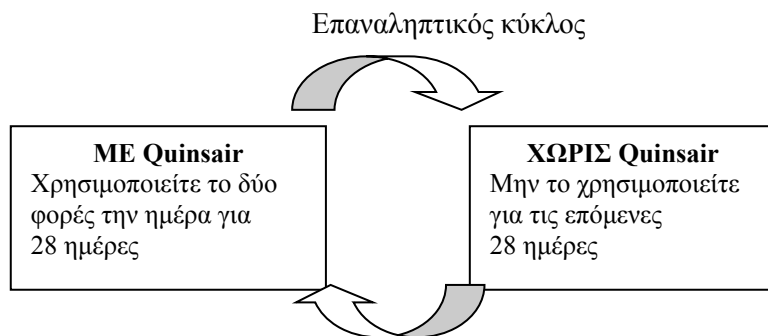 Επαναληπτικός κύκλος
ΜΕ Quinsair
Χρησιμοποιείτε το δύο
φορές την ημέρα για
28 ημέρες
ΧΩΡΙΣ Quinsair
Μην το χρησιμοποιείτε
για τις επόμενες
28 ημέρες